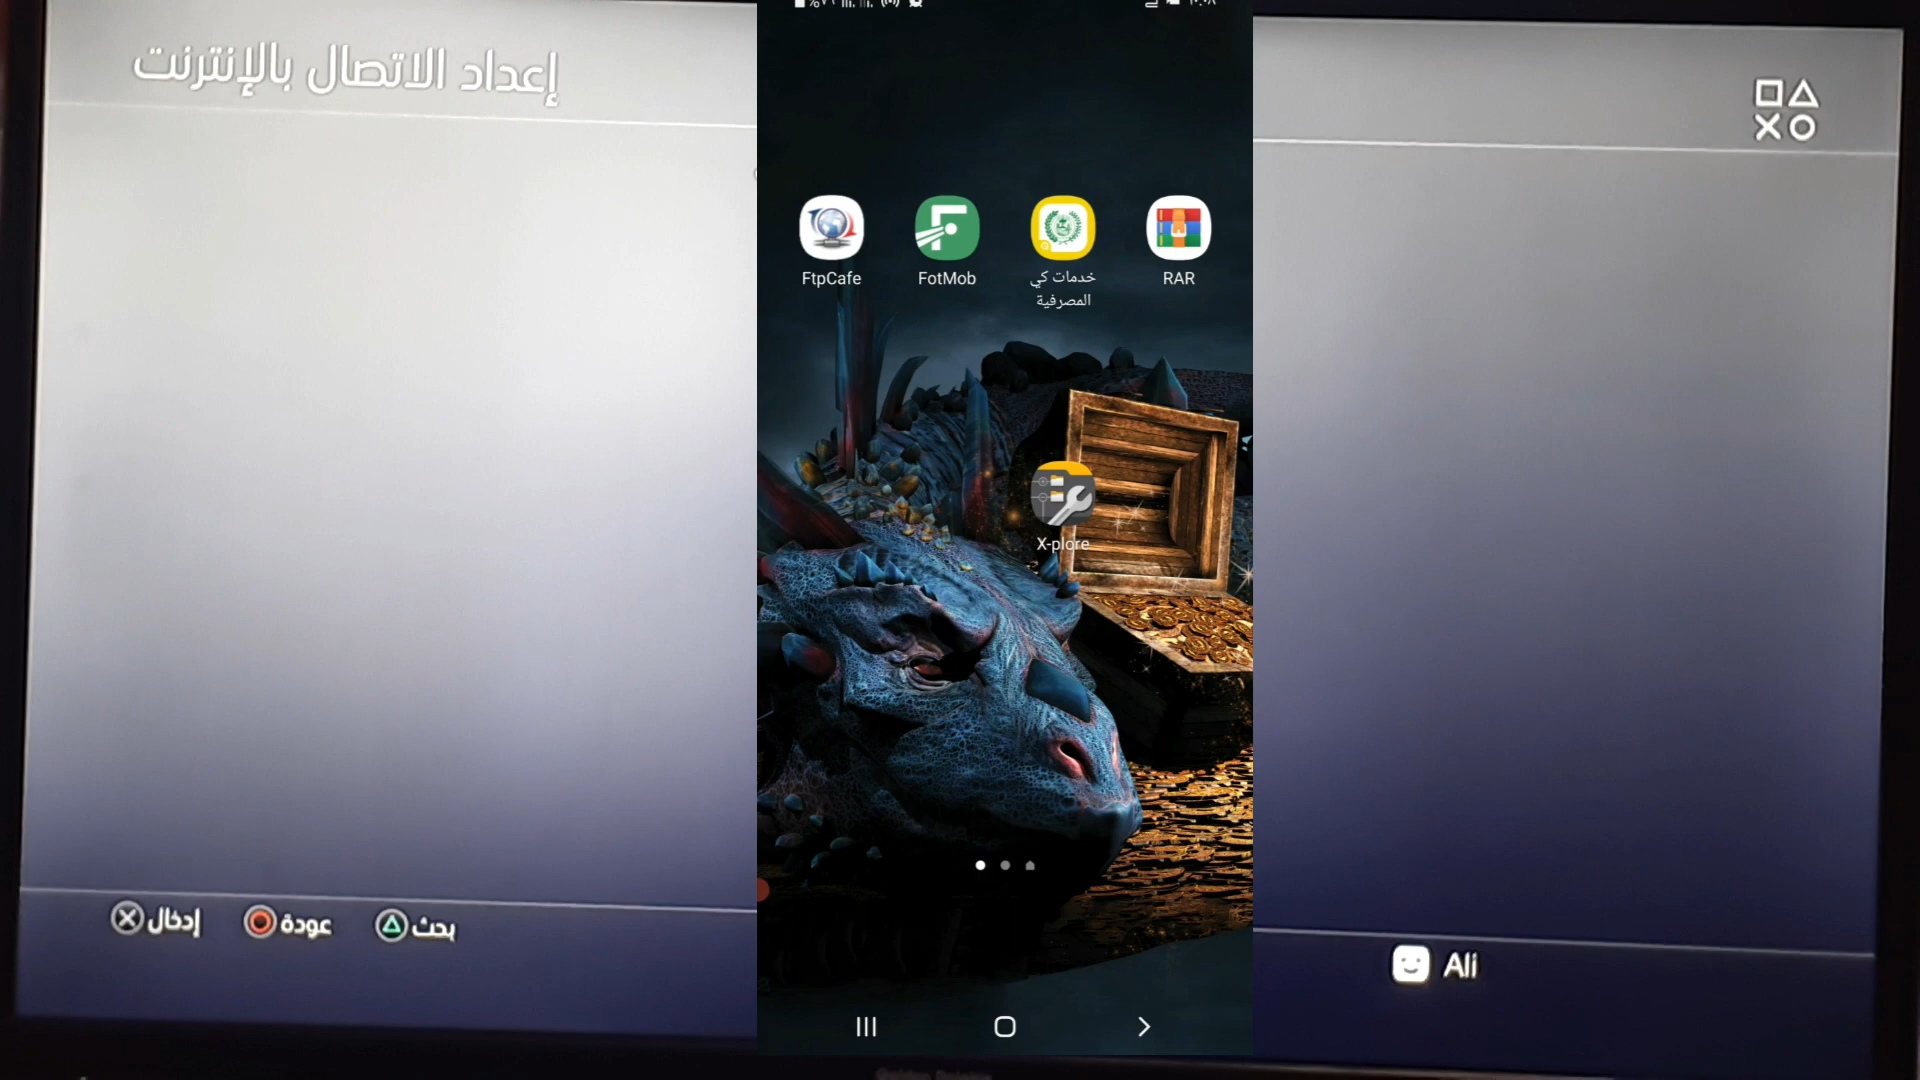 إعداد الاتصال بالإنترنت
FtpCafe
FotMob
خدمات كي
المصرفية
RAR
X-plore
إدخال
عودة
بحث
Ali